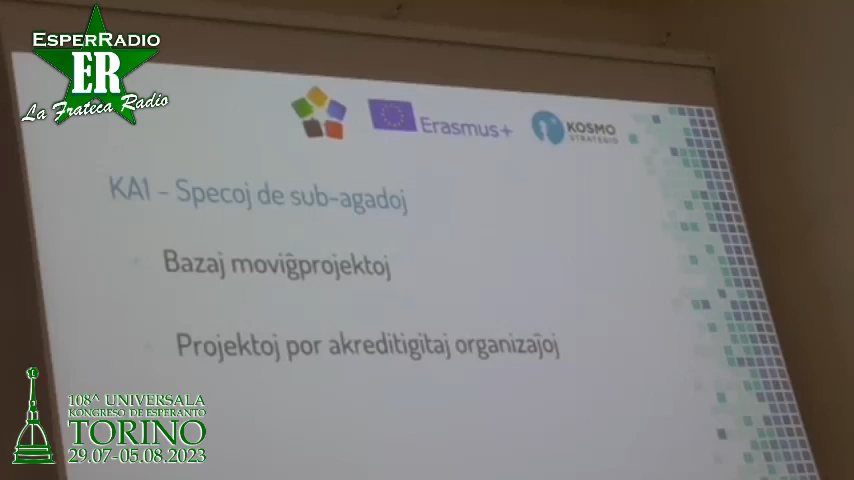 ESPERRADIO
ER
La Frateca Radio
Erasmus+
KOSMO
STRATEGIO
KA1 – Specoj de sub-agadoj
Bazaj moviĝprojektoj
Projektoj por akreditigitaj organizaĵoj
108ᴬ UNIVERSALA
KONGRESO DE ESPERANTO
TORINO
29.07-05.08.2023